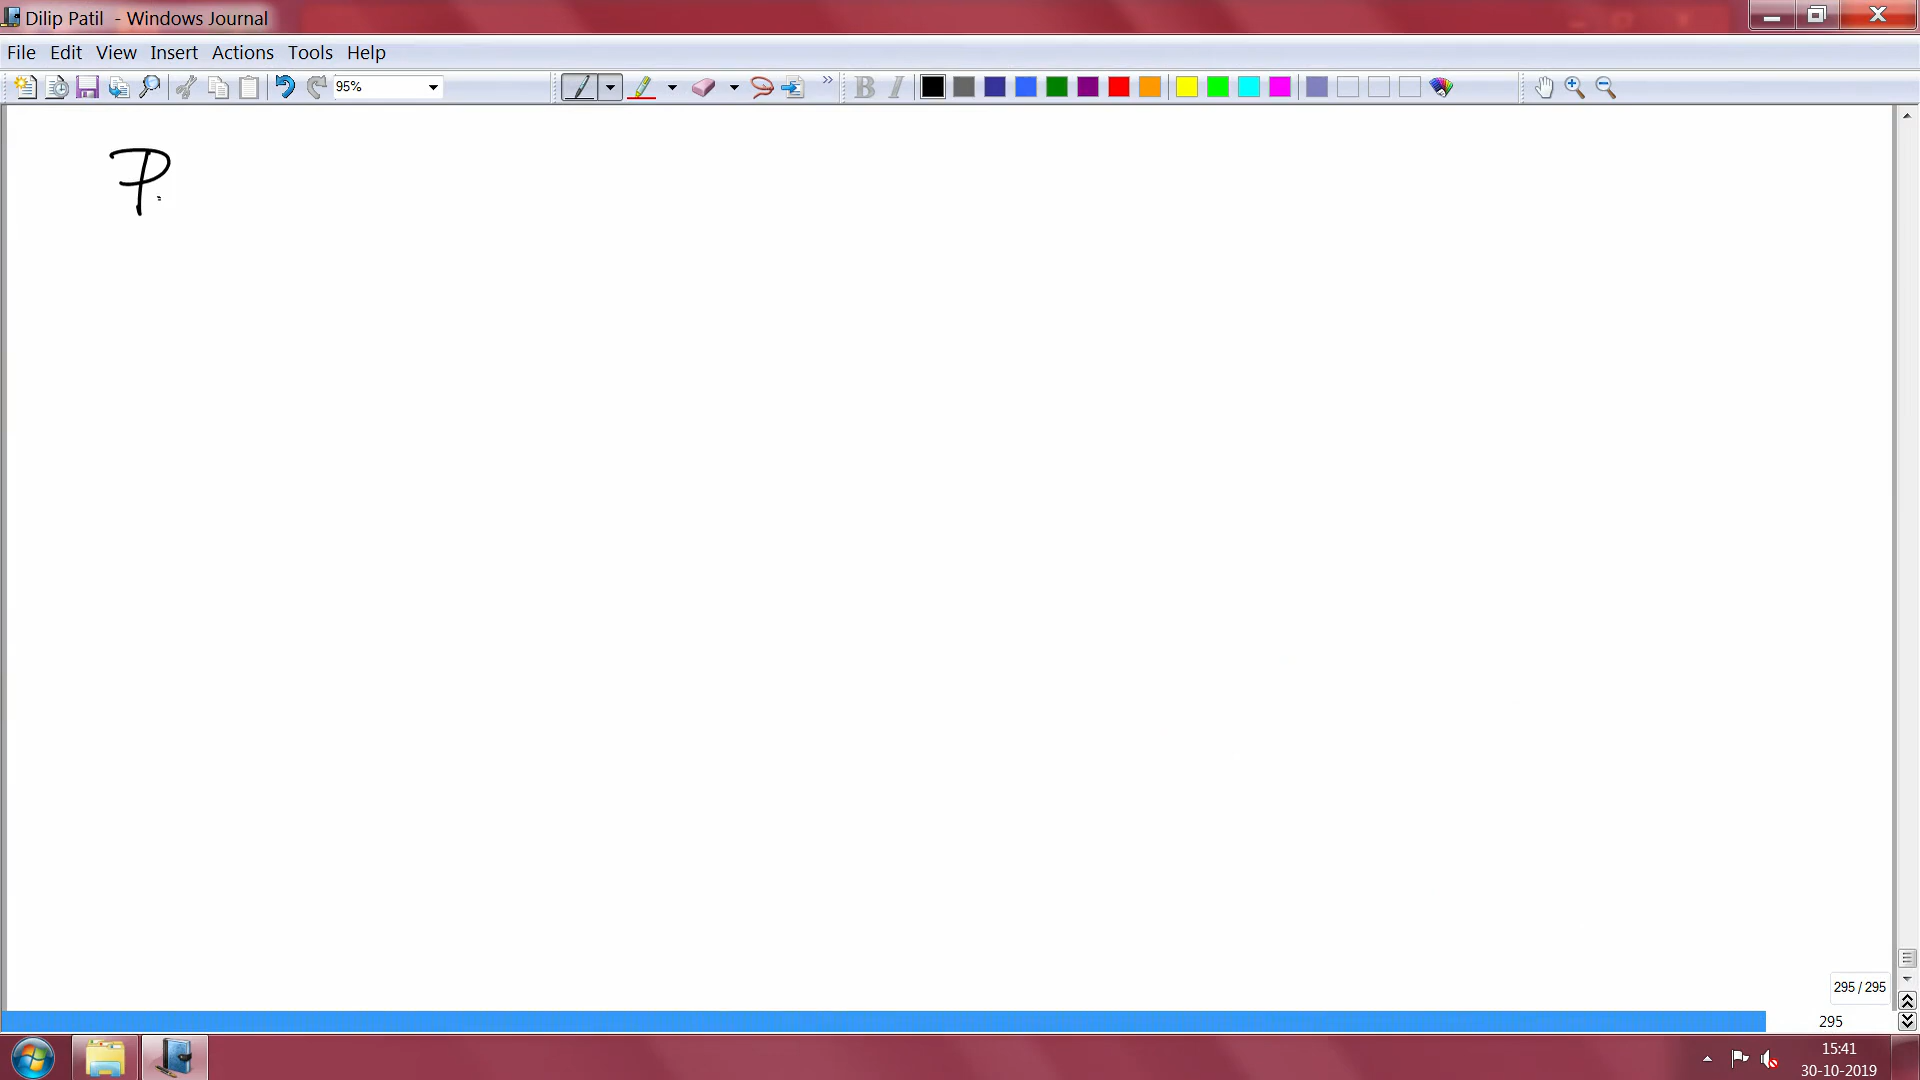 Dilip Patil - Windows Journal
File Edit View Insert Actions Tools Help
95%
B I
P
295 / 295
295
15:41
30-10-2019